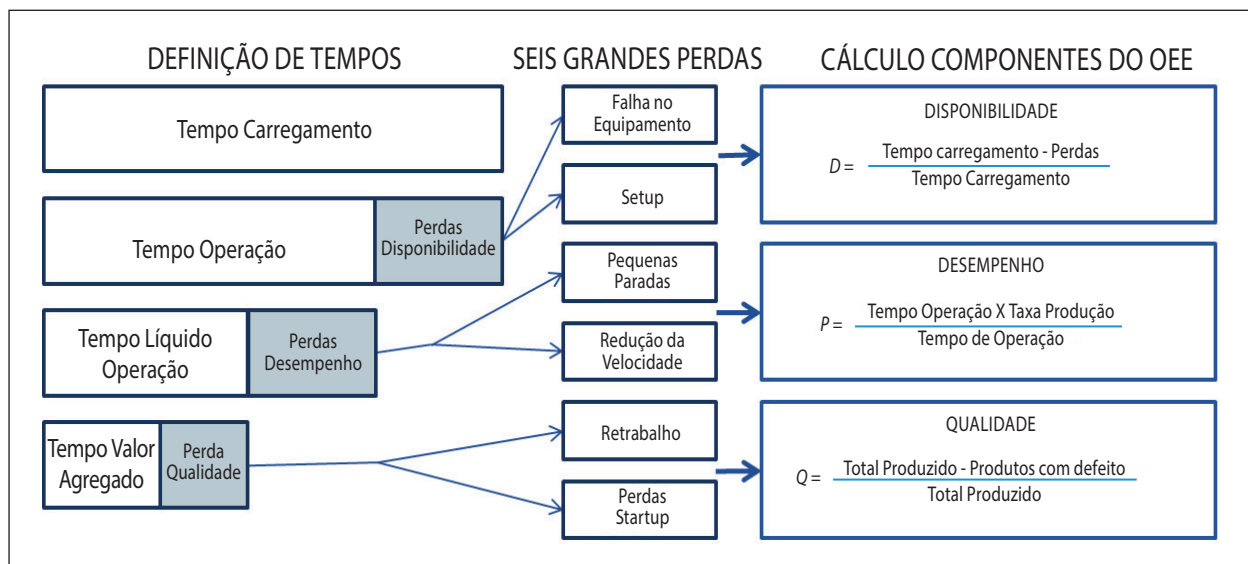 DEFINIÇÃO DE TEMPOS
Tempo Carregamento
Tempo Operação
Perdas
Disponibilidade
Tempo Líquido
Operação
Perdas
Desempenho
Tempo Valor
Agregado
Perda
Qualidade
SEIS GRANDES PERDAS
Falha no
Equipamento
Setup
Pequenas
Paradas
Redução da
Velocidade
Retrabalho
Perdas
Startup
CÁLCULO COMPONENTES DO OEE
DISPONIBILIDADE
Tempo carregamento - Perdas
D =
Tempo Carregamento
DESEMPENHO
Tempo Operação X Taxa Produção
P =
Tempo de Operação
QUALIDADE
Total Produzido - Produtos com defeito
Q =
Total Produzido